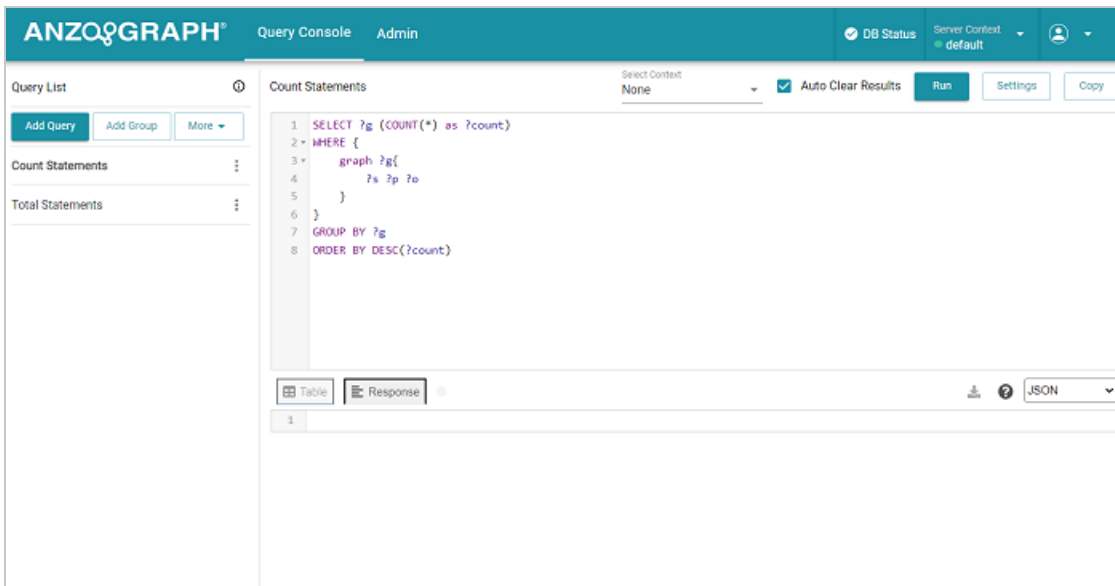 ANZOGRAPH®
Query Console
Admin
DB Status
Server Context
default
Query List
Count Statements
Select Context
None
Auto Clear Results
Run
Settings
Copy
Add Query
Add Group
More
Count Statements
Total Statements
1 SELECT ?g (COUNT(*) as ?count)
2 WHERE {
3 graph ?g{
4 ?s ?p ?o
5 }
6 }
7 GROUP BY ?g
8 ORDER BY DESC(?count)
Table
Response
JSON
1